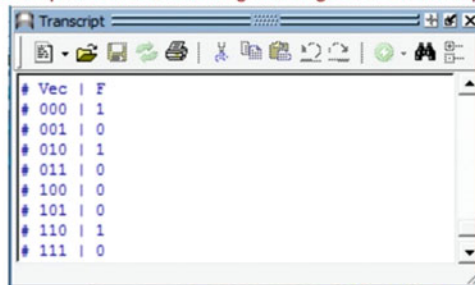 Transcript
# Vec | F
# 000 | 1
# 001 | 0
# 010 | 1
# 011 | 0
# 100 | 0
# 101 | 0
# 110 | 1
# 111 | 0